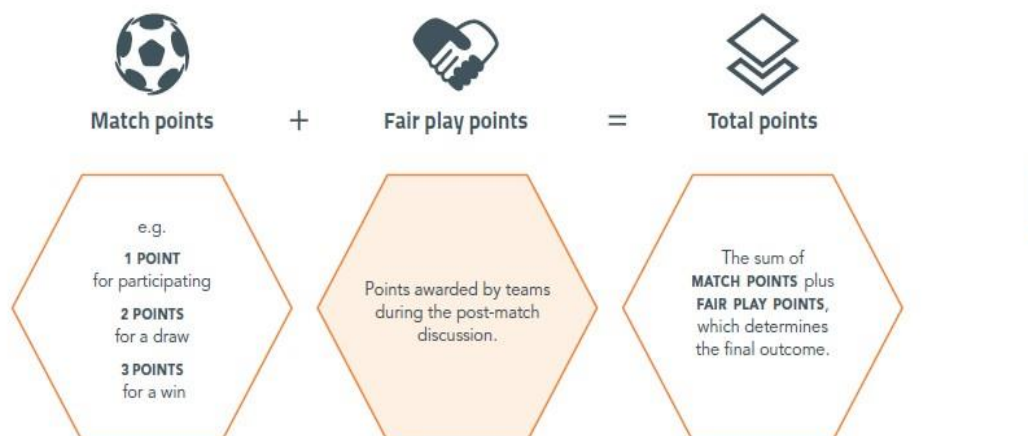 Match points + Fair play points = Total points
e.g.
1 POINT
for participating
2 POINTS
for a draw
3 POINTS
for a win
Points awarded by teams
during the post-match
discussion.
The sum of
MATCH POINTS plus
FAIR PLAY POINTS,
which determines
the final outcome.